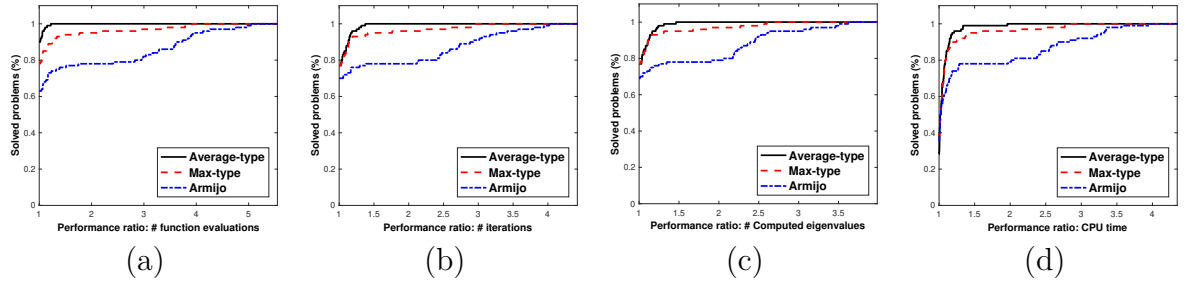 Solved problems (%)
1
0.8
0.6
0.4
0.2
0
Average-type
Max-type
Armijo
1 2 3 4 5
Performance ratio: # function evaluations
(a)
Solved problems (%)
1
0.8
0.6
0.4
0.2
0
Average-type
Max-type
Armijo
1 1.5 2 2.5 3 3.5 4
Performance ratio: # iterations
(b)
Solved problems (%)
1
0.8
0.6
0.4
0.2
0
Average-type
Max-type
Armijo
1 1.5 2 2.5 3 3.5
Performance ratio: # Computed eigenvalues
(c)
Solved problems (%)
1
0.8
0.6
0.4
0.2
0
Average-type
Max-type
Armijo
1 1.5 2 2.5 3 3.5 4
Performance ratio: CPU time
(d)